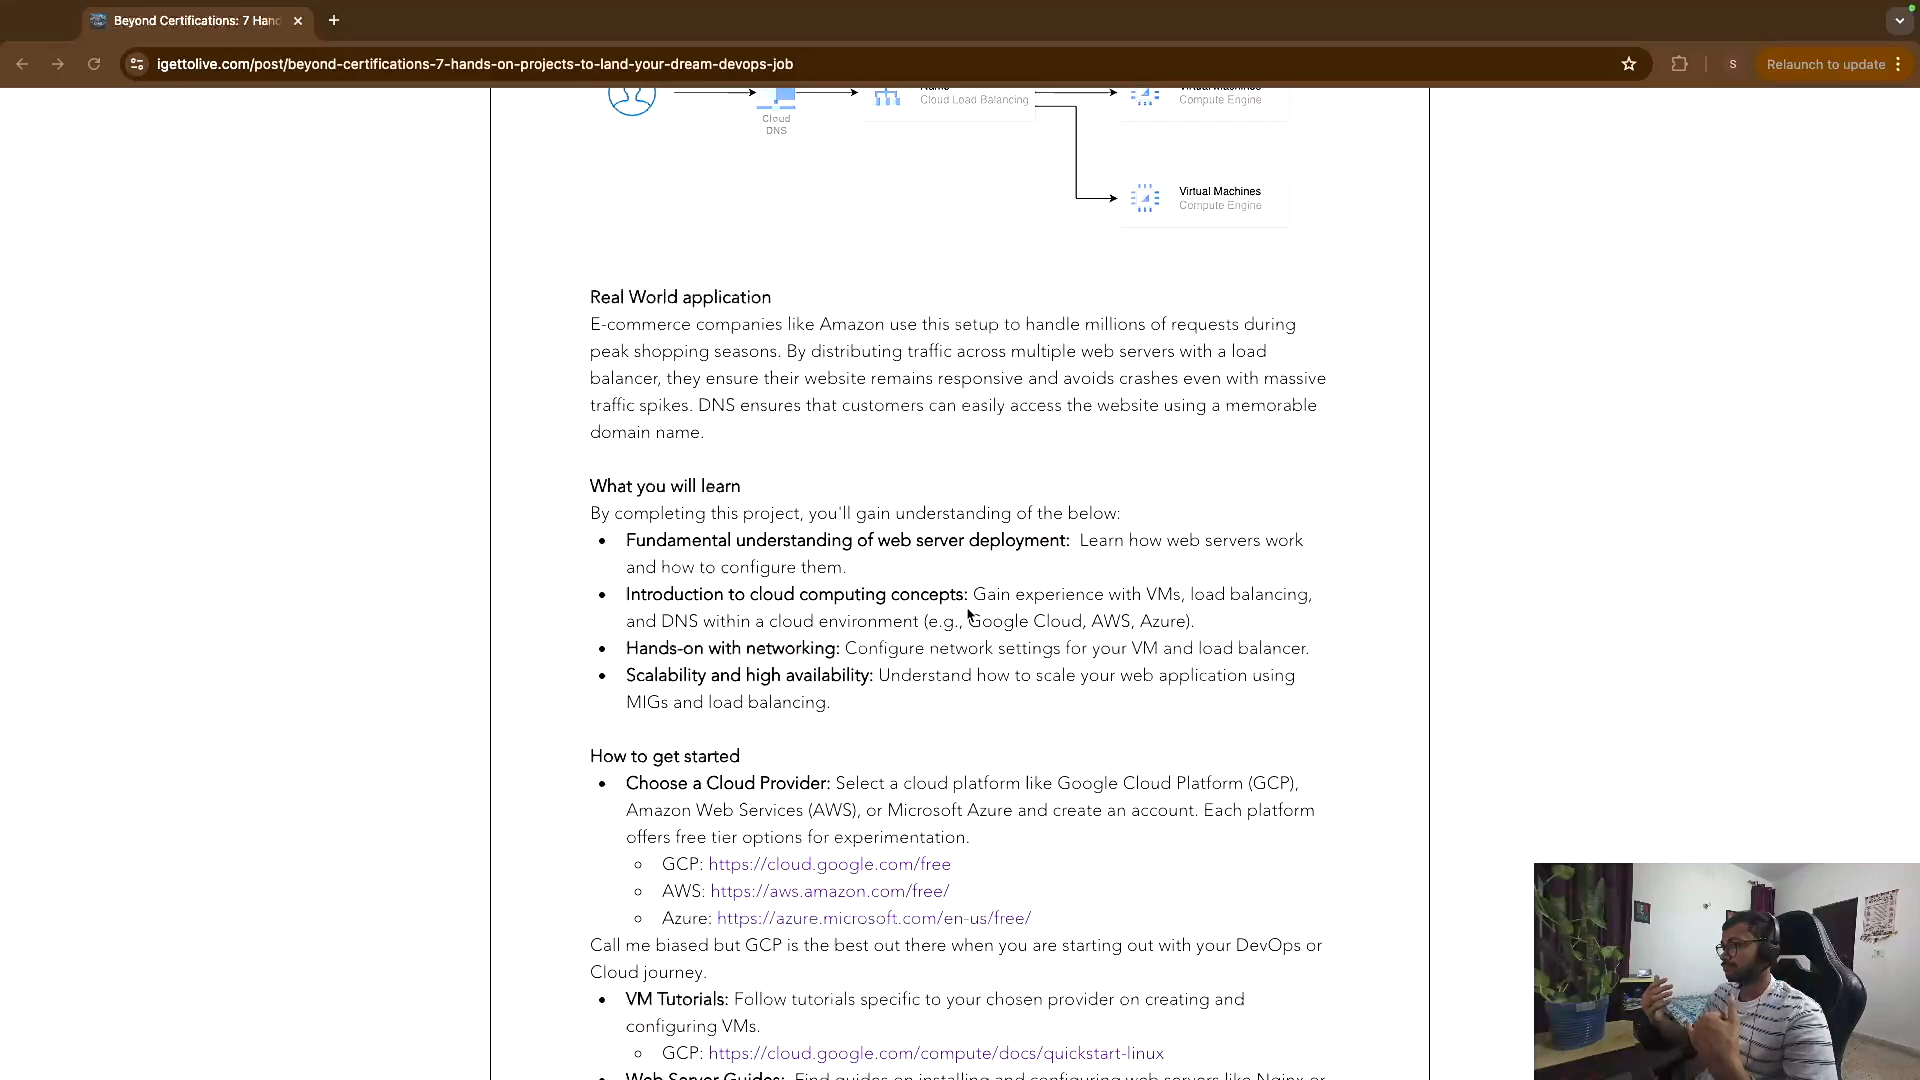 Beyond Certifications: 7 Hand
igettolive.com/post/beyond-certifications-7-hands-on-projects-to-land-your-dream-devops-job
S
Relaunch to update
Cloud
DNS
Cloud Load Balancing
Compute Engine
Virtual Machines
Compute Engine
Real World application
E-commerce companies like Amazon use this setup to handle millions of requests during
peak shopping seasons. By distributing traffic across multiple web servers with a load
balancer, they ensure their website remains responsive and avoids crashes even with massive
traffic spikes. DNS ensures that customers can easily access the website using a memorable
domain name.
What you will learn
By completing this project, you'll gain understanding of the below:
• Fundamental understanding of web server deployment: Learn how web servers work
and how to configure them.
• Introduction to cloud computing concepts: Gain experience with VMs, load balancing,
and DNS within a cloud environment (e.g., Google Cloud, AWS, Azure).
• Hands-on with networking: Configure network settings for your VM and load balancer.
• Scalability and high availability: Understand how to scale your web application using
MIGs and load balancing.
How to get started
• Choose a Cloud Provider: Select a cloud platform like Google Cloud Platform (GCP),
Amazon Web Services (AWS), or Microsoft Azure and create an account. Each platform
offers free tier options for experimentation.
○ GCP: https://cloud.google.com/free
○ AWS: https://aws.amazon.com/free/
○ Azure: https://azure.microsoft.com/en-us/free/
Call me biased but GCP is the best out there when you are starting out with your DevOps or
Cloud journey.
• VM Tutorials: Follow tutorials specific to your chosen provider on creating and
configuring VMs.
○ GCP: https://cloud.google.com/compute/docs/quickstart-linux
• Web Server Guides: Find guides on installing and configuring web servers like Nginx or